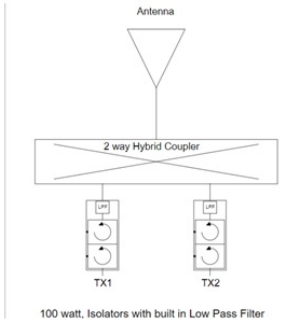 Antenna
2 way Hybrid Coupler
LPF LPF
TX1 TX2
100 watt, Isolators with built in Low Pass Filter